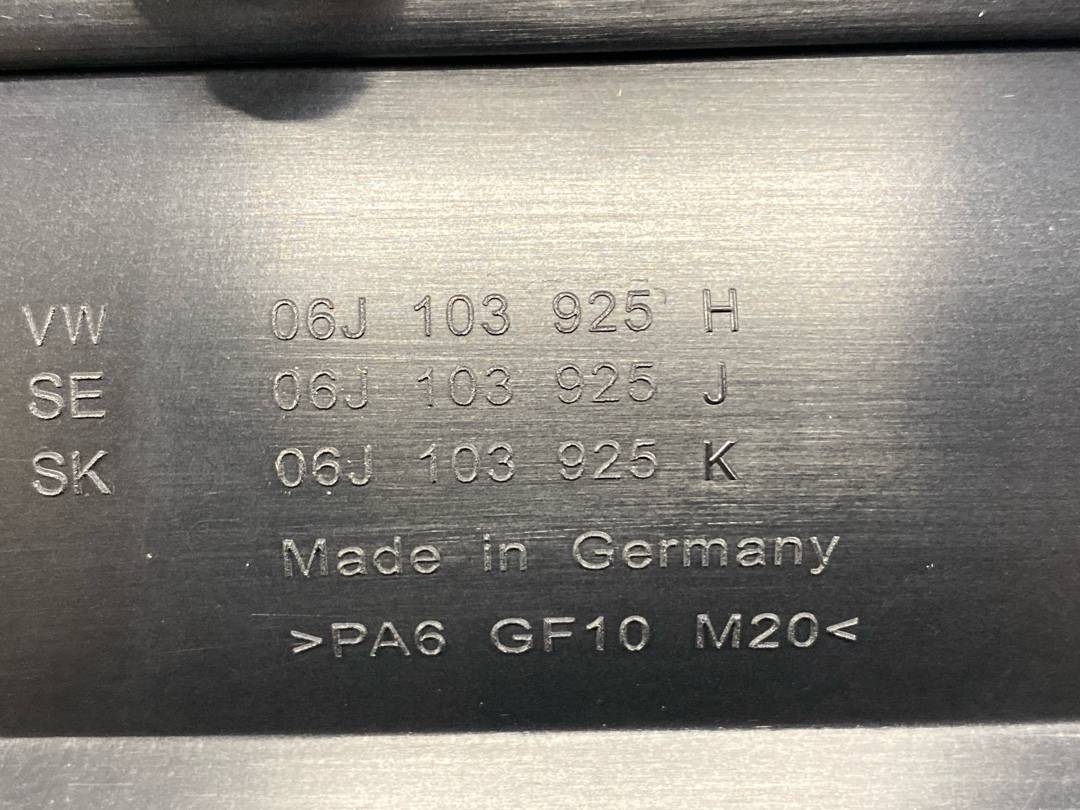 VW 06J 103 925 H
SE 06J 103 925 J
SK 06J 103 925 K
Made in Germany
>PA6 GF10 M20<